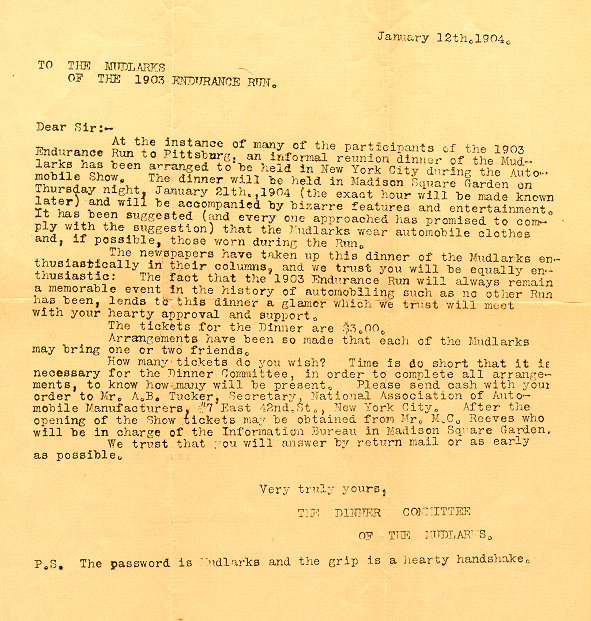 January 12th.1904.
TO THE MUDLARKS
OF THE 1903 ENDURANCE RUN.
Dear Sir:--
At the instance of many of the participants of the 1903
Endurance Run to Pittsburg, an informal reunion dinner of the Mud--
larks has been arranged to be held in New York City during the Auto--
mobile Show. The dinner will be held in Madison Square Garden on
Thursday night, January 21th.,1904 (the exact hour will be made known
later) and will be accompanied by bizarre features and entertainment.
It has been suggested (and every one approached has promised to com--
ply with the suggestion) that the Mudlarks wear automobile clothes
and, if possible, those worn during the Run.
The newspapers have taken up this dinner of the Mudlarks en--
thusiastically in their columns, and we trust you will be equally en--
thusiastic: The fact that the 1903 Endurance Run will always remain
a memorable event in the history of automobiling such as no other Run
has been, lends to this dinner a glamor which we trust will meet
with your hearty approval and support.
The tickets for the Dinner are $3.00.
Arrangements have been so made that each of the Mudlarks
may bring one or two friends.
How many tickets do you wish? Time is do short that it is
necessary for the Dinner Committee, in order to complete all arrange--
ments, to know how many will be present. Please send cash with your
order to Mr. A.B. Tucker, Secretary, National Association of Auto--
mobile Manufacturers, #7 East 42nd.St., New York City. After the
opening of the Show tickets may be obtained from Mr. M.C. Reeves who
will be in charge of the Information Bureau in Madison Square Garden.
We trust that you will answer by return mail or as early
as possible.
Very truly yours,
THE DINNER COMMITTEE
OF THE MUDLARKS.
P.S. The password is Mudlarks and the grip is a hearty handshake.